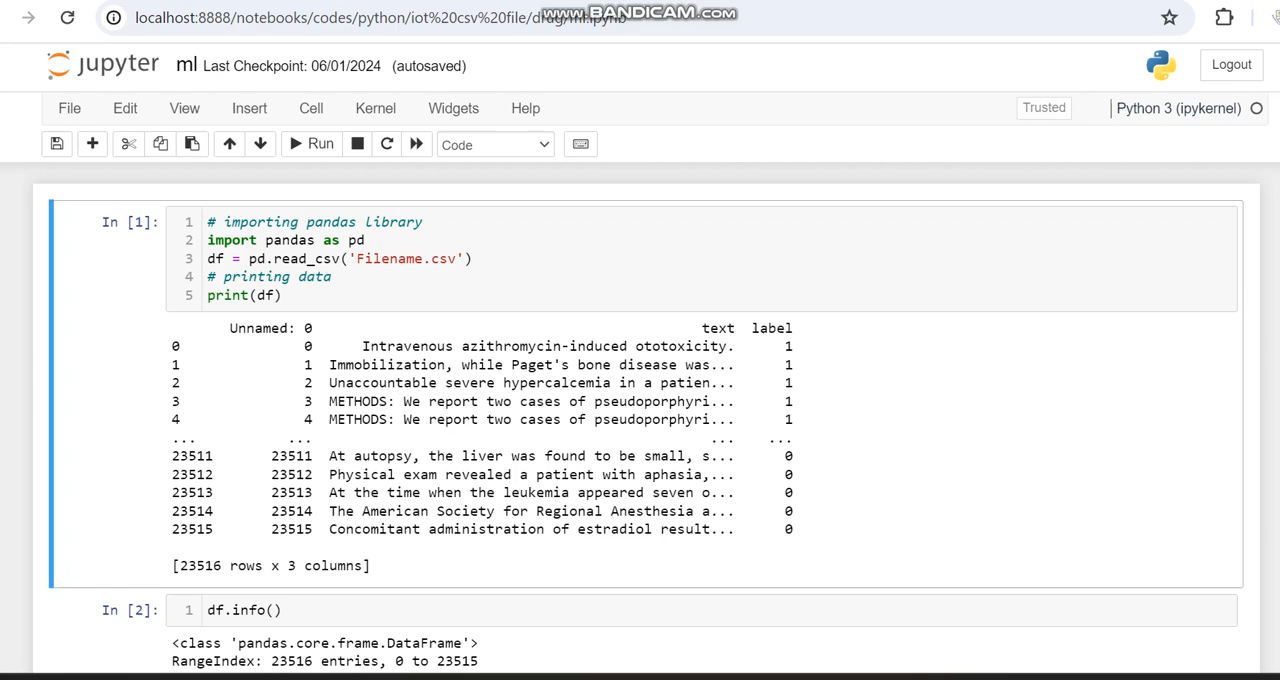 localhost:8888/notebooks/codes/python/iot%20csv%20file/drug/ml.ipynb
www.BANDICAM.com
jupyter ml Last Checkpoint: 06/01/2024 (autosaved)
Logout
File Edit View Insert Cell Kernel Widgets Help
Trusted
Python 3 (ipykernel)
Run
Code
In [1]:
1 # importing pandas library
2 import pandas as pd
3 df = pd.read_csv('Filename.csv')
4 # printing data
5 print(df)
Unnamed: 0 text label
0 0 Intravenous azithromycin-induced ototoxicity. 1
1 1 Immobilization, while Paget's bone disease was... 1
2 2 Unaccountable severe hypercalcemia in a patien... 1
3 3 METHODS: We report two cases of pseudoporphyri... 1
4 4 METHODS: We report two cases of pseudoporphyri... 1
... ... ... ...
23511 23511 At autopsy, the liver was found to be small, s... 0
23512 23512 Physical exam revealed a patient with aphasia,... 0
23513 23513 At the time when the leukemia appeared seven o... 0
23514 23514 The American Society for Regional Anesthesia a... 0
23515 23515 Concomitant administration of estradiol result... 0
[23516 rows x 3 columns]
In [2]:
1 df.info()
<class 'pandas.core.frame.DataFrame'>
RangeIndex: 23516 entries, 0 to 23515